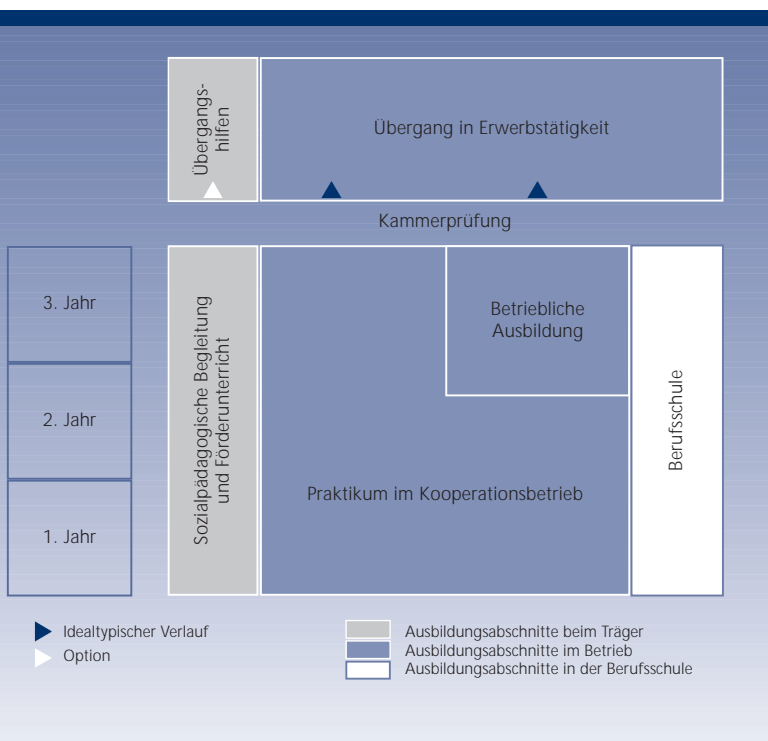 Übergangs-
hilfen
Übergang in Erwerbstätigkeit
Kammerprüfung
3. Jahr
2. Jahr
1. Jahr
Sozialpädagogische Begleitung
und Förderunterricht
Betriebliche
Ausbildung
Praktikum im Kooperationsbetrieb
Berufsschule
Idealtypischer Verlauf
Option
Ausbildungsabschnitte beim Träger
Ausbildungsabschnitte im Betrieb
Ausbildungsabschnitte in der Berufsschule